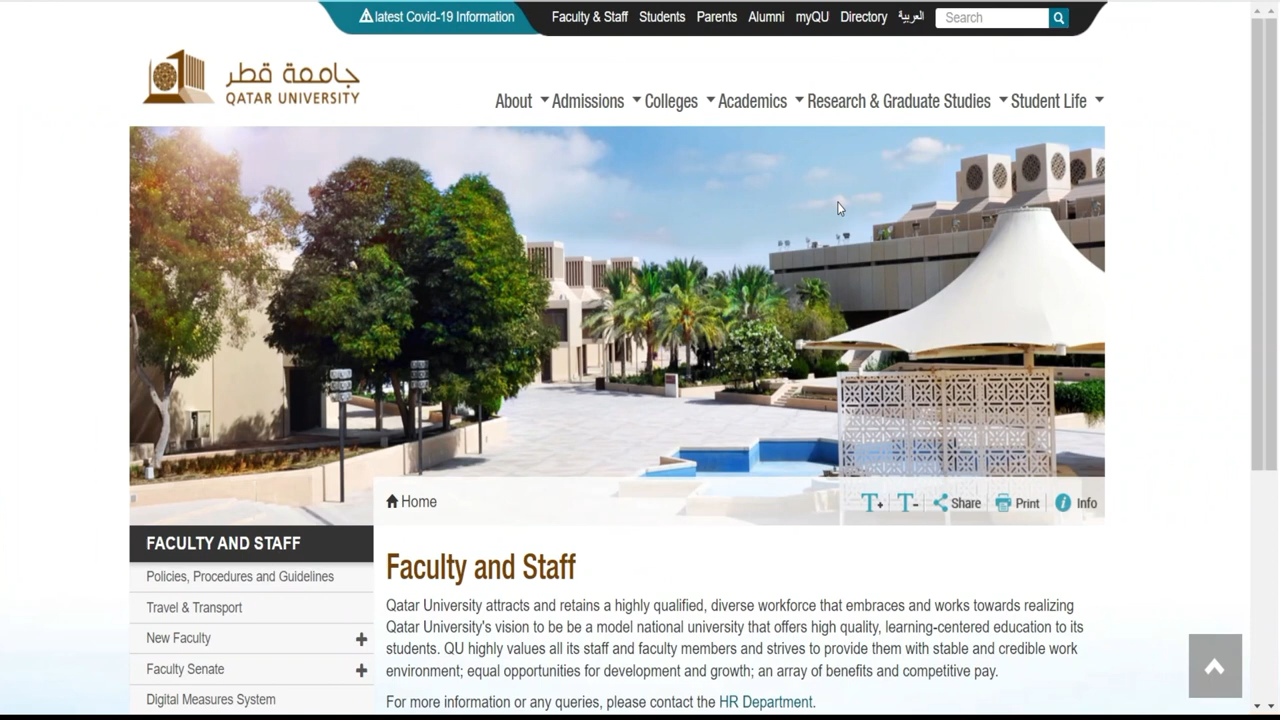 latest Covid-19 Information
Faculty & Staff Students Parents Alumni myQU Directory العربية Search
جامعة قطر
QATAR UNIVERSITY
About Admissions Colleges Academics Research & Graduate Studies Student Life
Home
T+ T- Share Print Info
FACULTY AND STAFF
Policies, Procedures and Guidelines
Travel & Transport
New Faculty
Faculty Senate
Digital Measures System
Faculty and Staff
Qatar University attracts and retains a highly qualified, diverse workforce that embraces and works towards realizing
Qatar University's vision to be be a model national university that offers high quality, learning-centered education to its
students. QU highly values all its staff and faculty members and strives to provide them with stable and credible work
environment; equal opportunities for development and growth; an array of benefits and competitive pay.
For more information or any queries, please contact the HR Department.